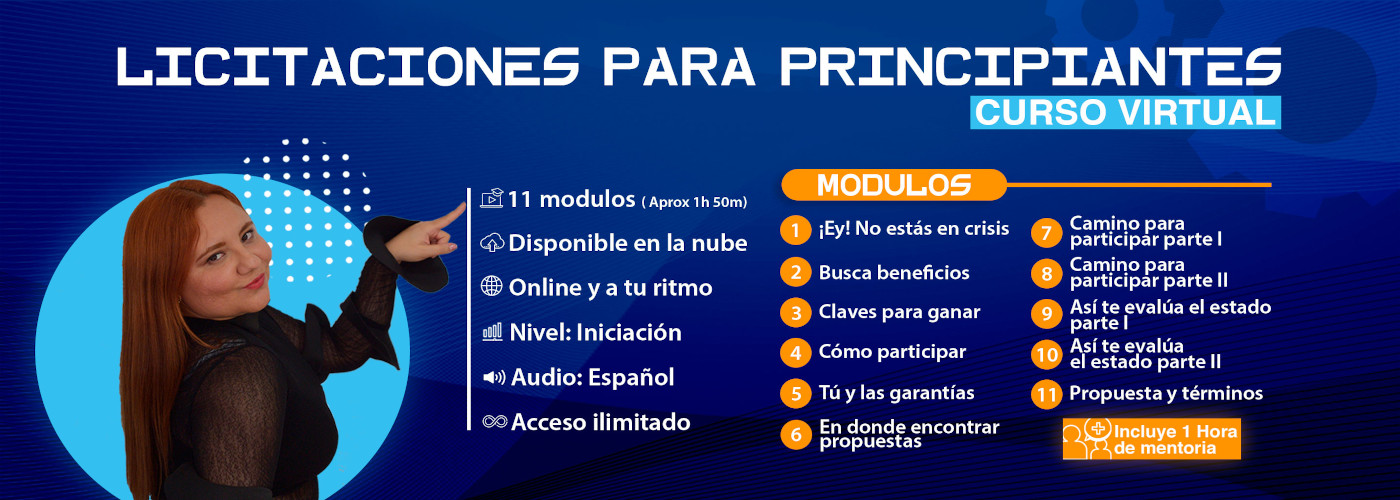 LICITACIONES PARA PRINCIPIANTES
CURSO VIRTUAL
11 modulos ( Aprox 1h 50m)
Disponible en la nube
Online y a tu ritmo
Nivel: Iniciación
Audio: Español
Acceso ilimitado
MODULOS
1 ¡Ey! No estás en crisis
2 Busca beneficios
3 Claves para ganar
4 Cómo participar
5 Tú y las garantías
6 En donde encontrar
propuestas
7 Camino para
participar parte I
8 Camino para
participar parte II
9 Así te evalúa el estado
parte I
10 Así te evalúa
el estado parte II
11 Propuesta y términos
Incluye 1 Hora
de mentoria